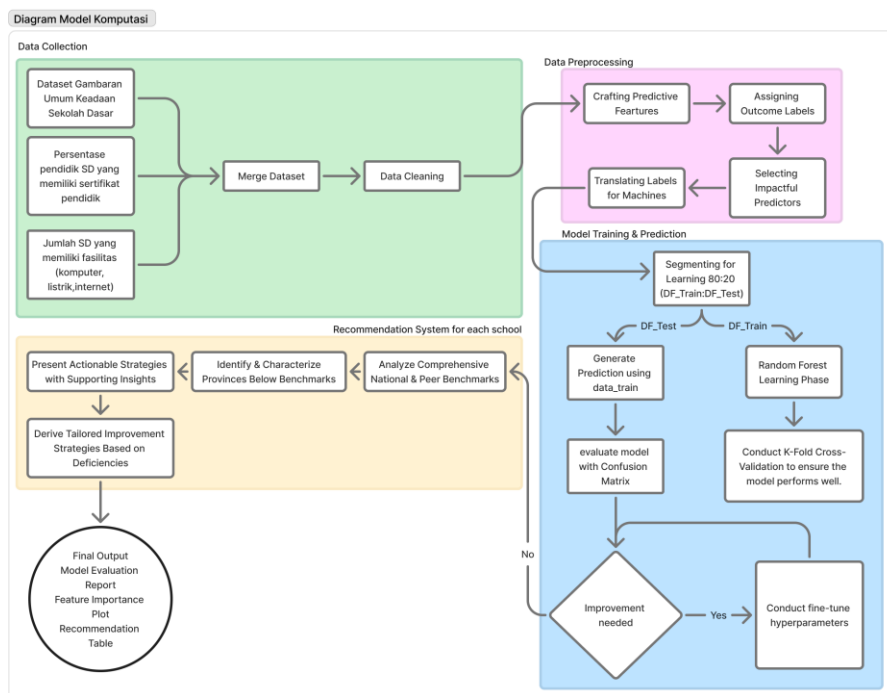 Diagram Model Komputasi
Data Collection
Dataset Gambaran
Umum Keadaan
Sekolah Dasar
Persentase
pendidik SD yang
memiliki sertifikat
pendidik
Jumlah SD yang
memiliki fasilitas
(komputer,
listrik,internet)
Merge Dataset
Data Cleaning
Data Preprocessing
Crafting Predictive
Feartures
Assigning
Outcome Labels
Selecting
Impactful
Predictors
Translating Labels
for Machines
Model Training & Prediction
Segmenting for
Learning 80:20
(DF_Train:DF_Test)
DF_Test
DF_Train
Generate
Prediction using
data_train
Random Forest
Learning Phase
evaluate model
with Confusion
Matrix
Conduct K-Fold Cross-
Validation to ensure the
model performs well.
Improvement
needed
Yes
Conduct fine-tune
hyperparameters
No
Recommendation System for each school
Analyze Comprehensive
National & Peer Benchmarks
Identify & Characterize
Provinces Below Benchmarks
Present Actionable Strategies
with Supporting Insights
Derive Tailored Improvement
Strategies Based on
Deficiencies
Final Output
Model Evaluation
Report
Feature Importance
Plot
Recommendation
Table